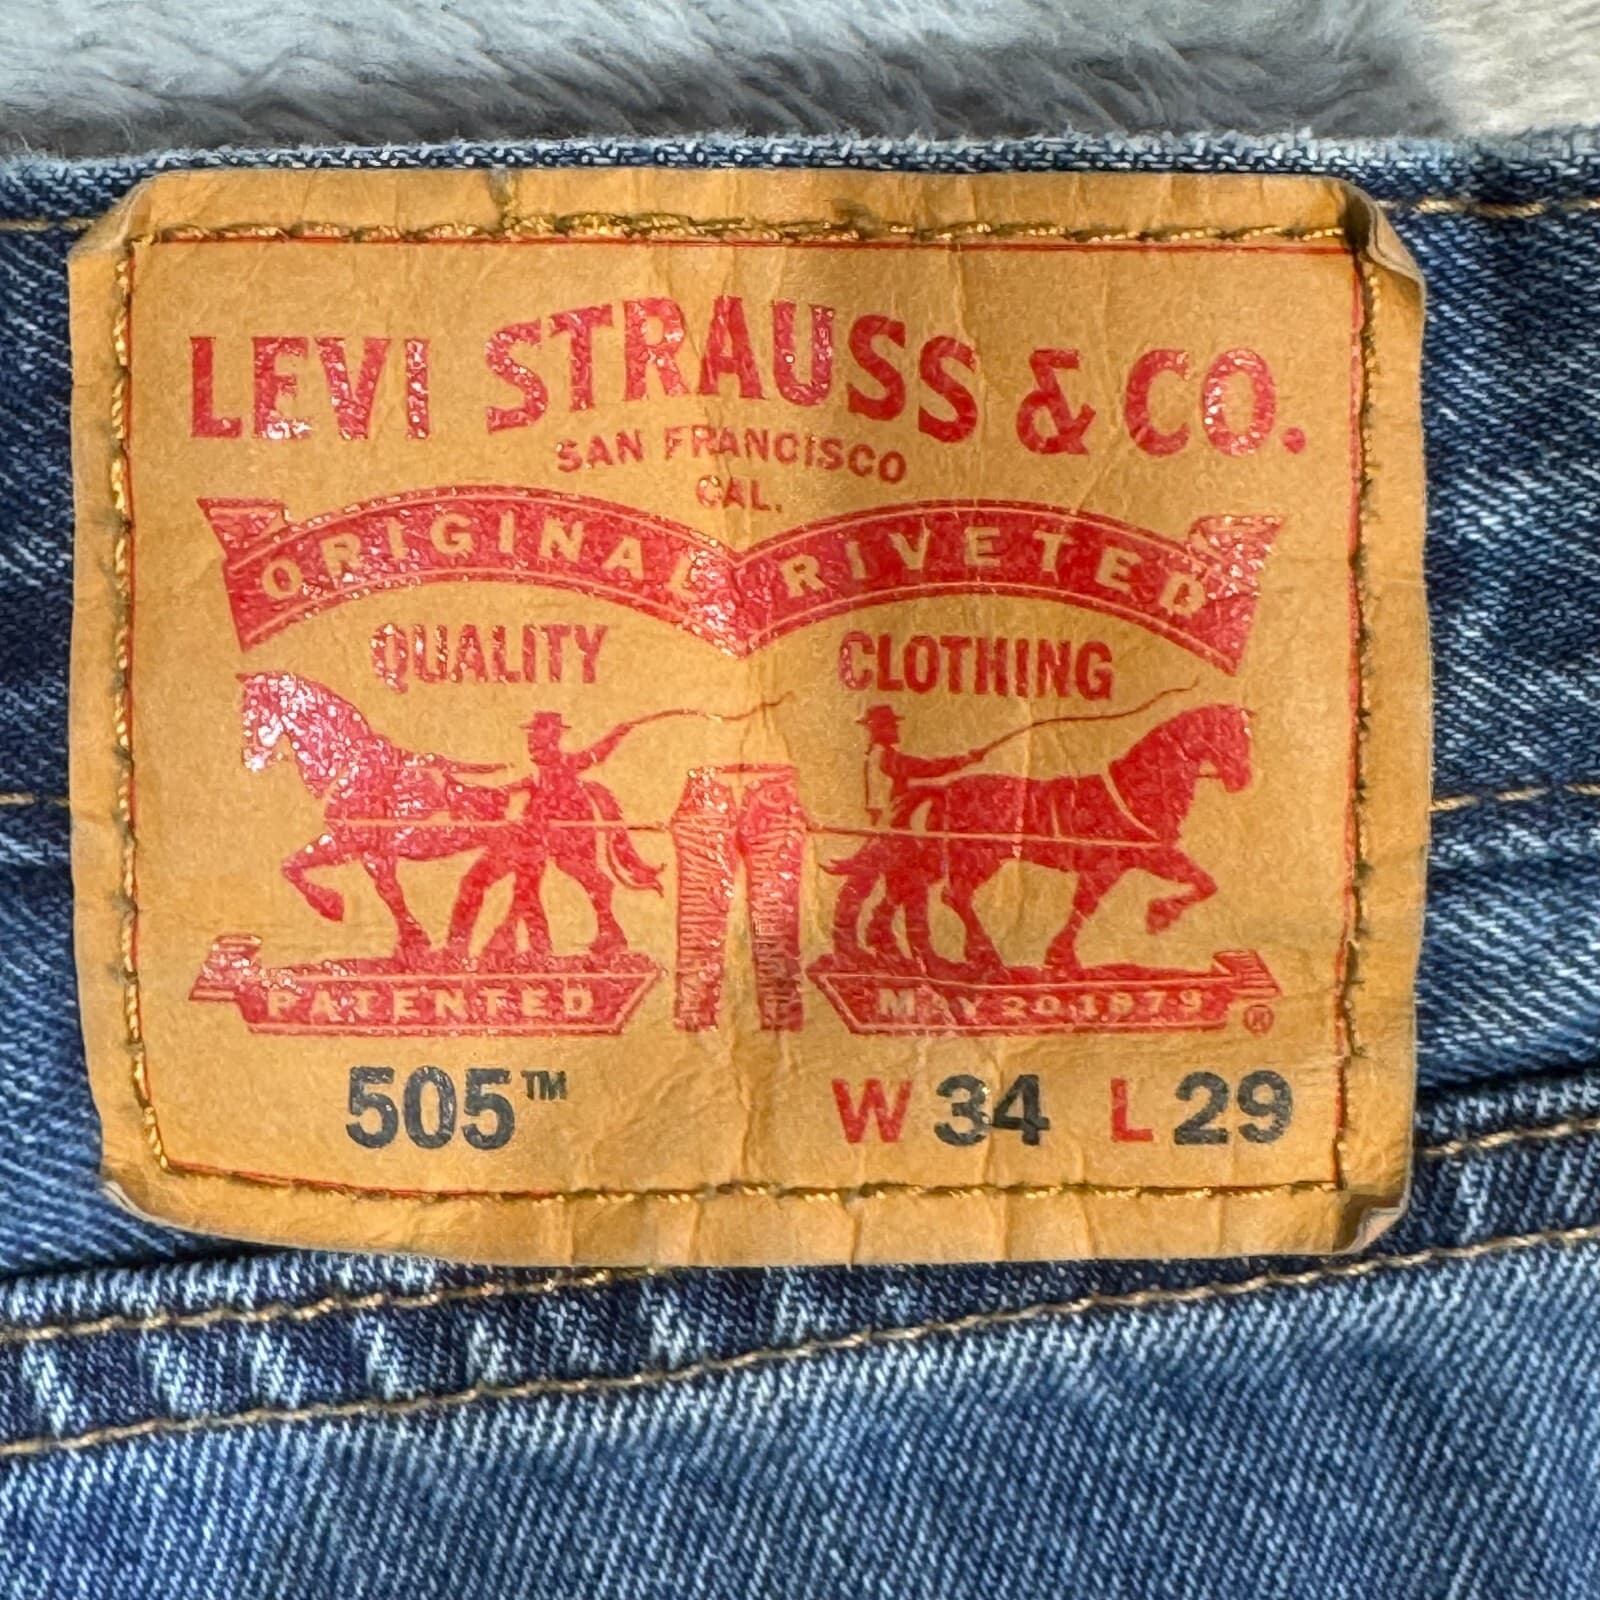 LEVI STRAUSS & CO.
SAN FRANCISCO
CAL.
ORIGINAL RIVETED
QUALITY CLOTHING
PATENTED MAY 20 1873 ®
505™ W 34 L 29